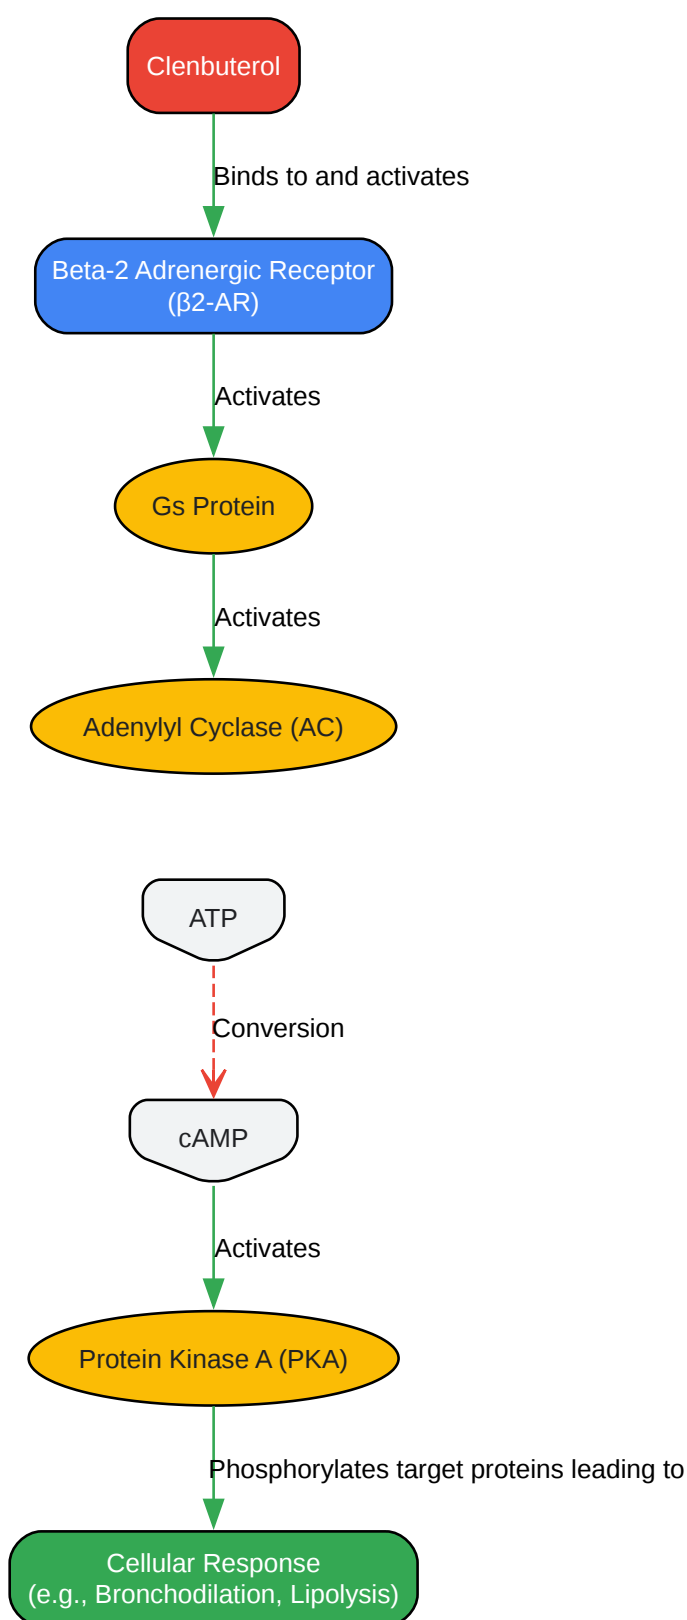 Clenbuterol
Binds to and activates
Beta-2 Adrenergic Receptor
(β2-AR)
Activates
Gs Protein
Activates
Adenylyl Cyclase (AC)
ATP
Conversion
cAMP
Activates
Protein Kinase A (PKA)
Phosphorylates target proteins leading to
Cellular Response
(e.g., Bronchodilation, Lipolysis)